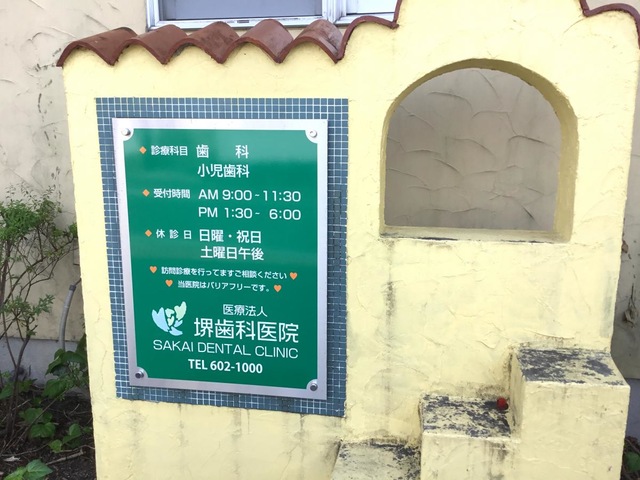 ◆ 診療科目 歯　科
小児歯科
◆ 受付時間 AM 9:00 - 11:30
PM 1:30 - 6:00
◆ 休 診 日 日曜・祝日
土曜日午後
♥ 訪問診療を行ってますご相談ください ♥
♥ 当医院はバリアフリーです。 ♥
医療法人
堺歯科医院
SAKAI DENTAL CLINIC
TEL 602-1000